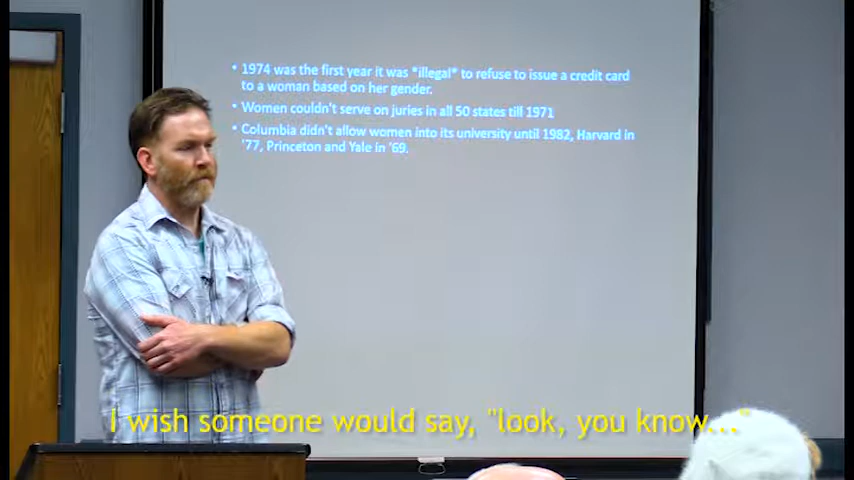 • 1974 was the first year it was *illegal* to refuse to issue a credit card
to a woman based on her gender.
• Women couldn't serve on juries in all 50 states till 1971
• Columbia didn't allow women into its university until 1982, Harvard in
'77, Princeton and Yale in '69.
I wish someone would say, "look, you know..."